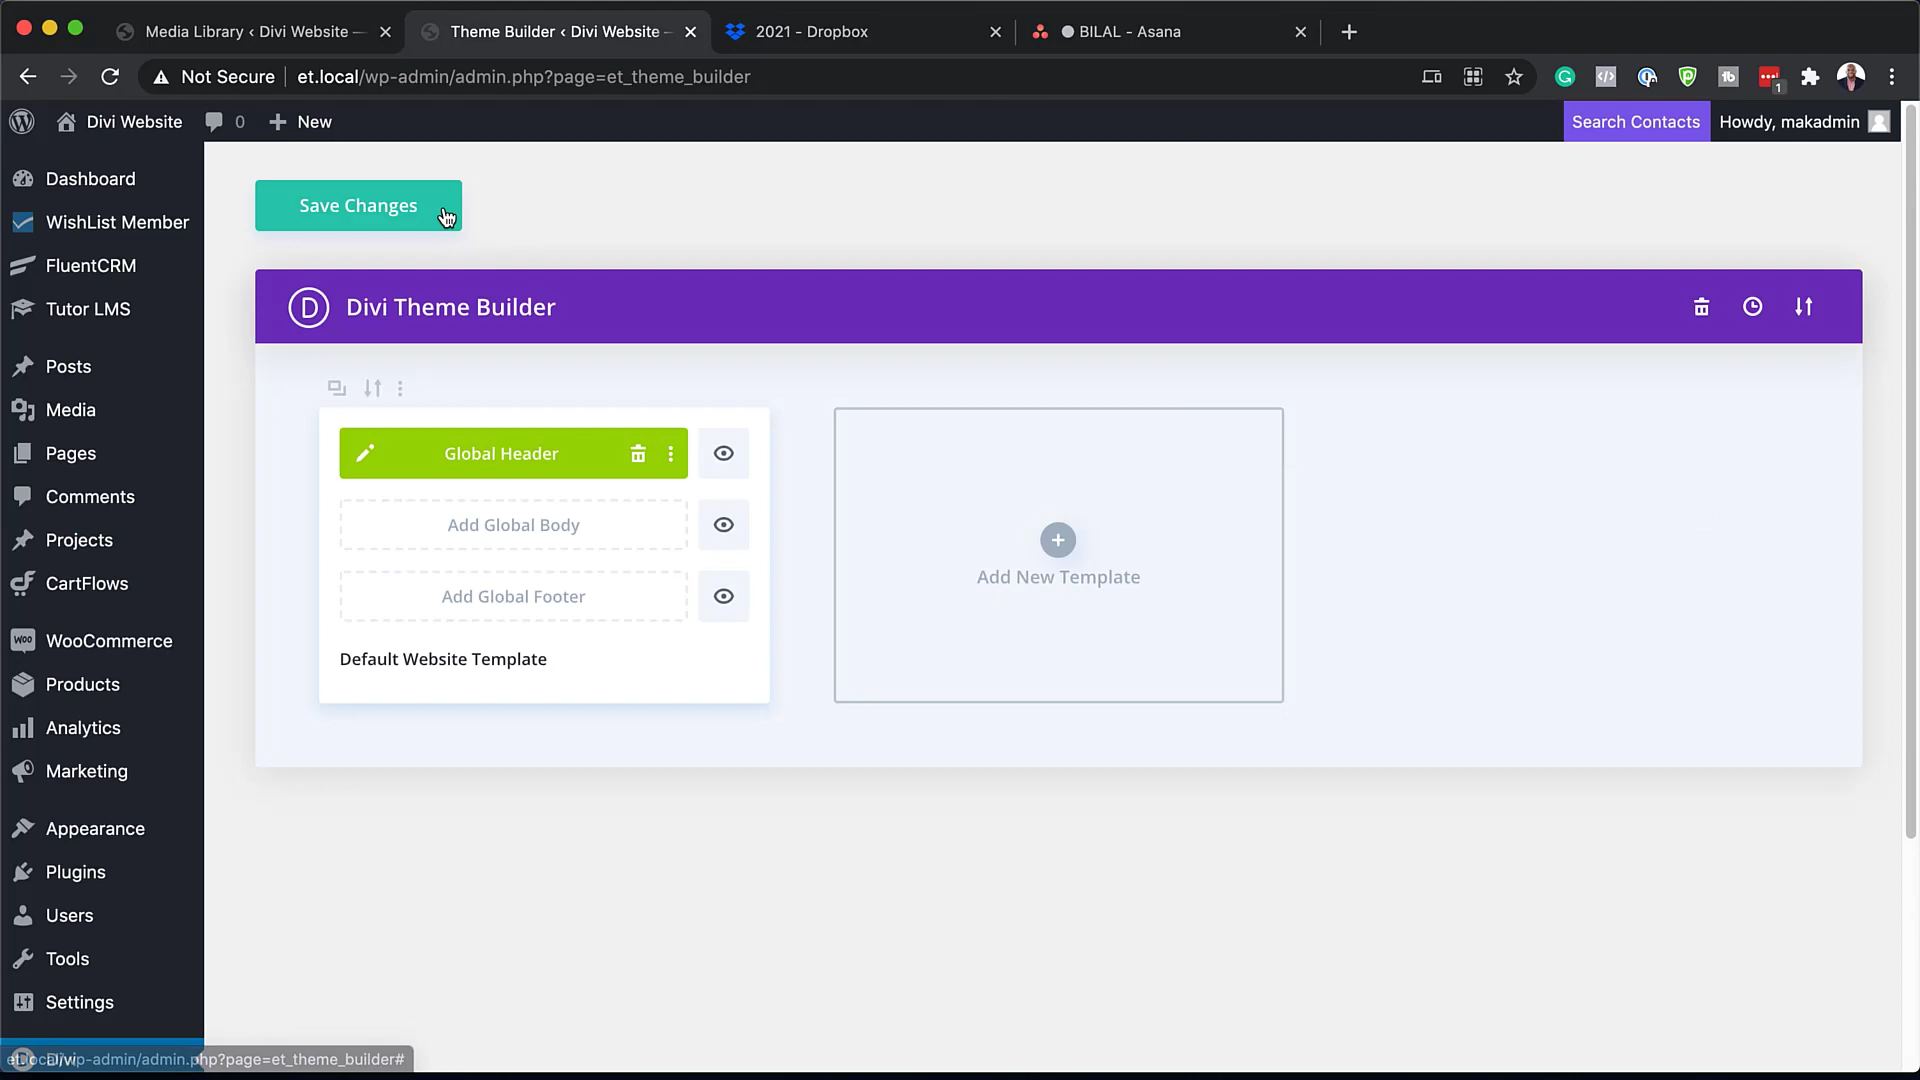 Media Library ‹ Divi Website —
Theme Builder ‹ Divi Website -
2021 - Dropbox
BILAL - Asana
Not Secure
et.local/wp-admin/admin.php?page=et_theme_builder
1
Divi Website
0
New
Search Contacts
Howdy, makadmin
Dashboard
WishList Member
FluentCRM
Tutor LMS
Posts
Media
Pages
Comments
Projects
CartFlows
WooCommerce
Products
Analytics
Marketing
Appearance
Plugins
Users
Tools
Settings
Save Changes
D
Divi Theme Builder
Global Header
Add Global Body
Add Global Footer
Default Website Template
Add New Template
et.local/wp-admin/admin.php?page=et_theme_builder#